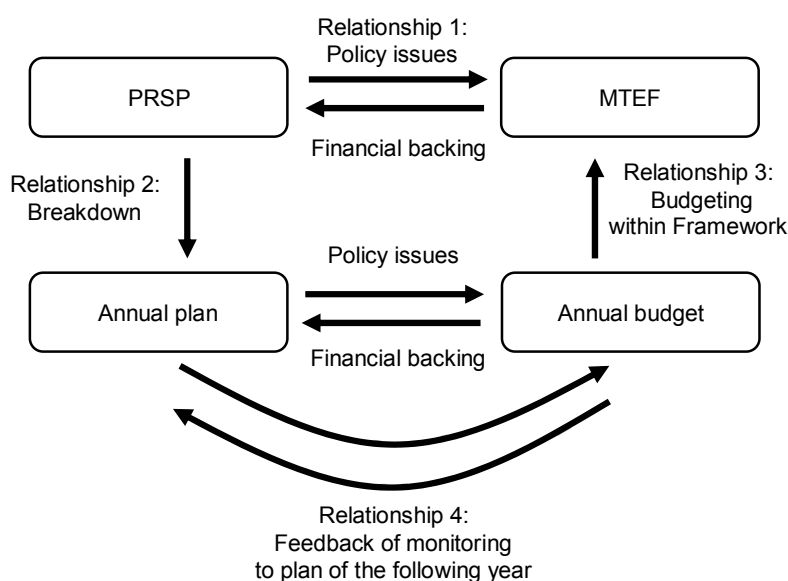 Relationship 1:
Policy issues
PRSP
MTEF
Financial backing
Relationship 2:
Breakdown
Relationship 3:
Budgeting
within Framework
Policy issues
Annual plan
Annual budget
Financial backing
Relationship 4:
Feedback of monitoring
to plan of the following year